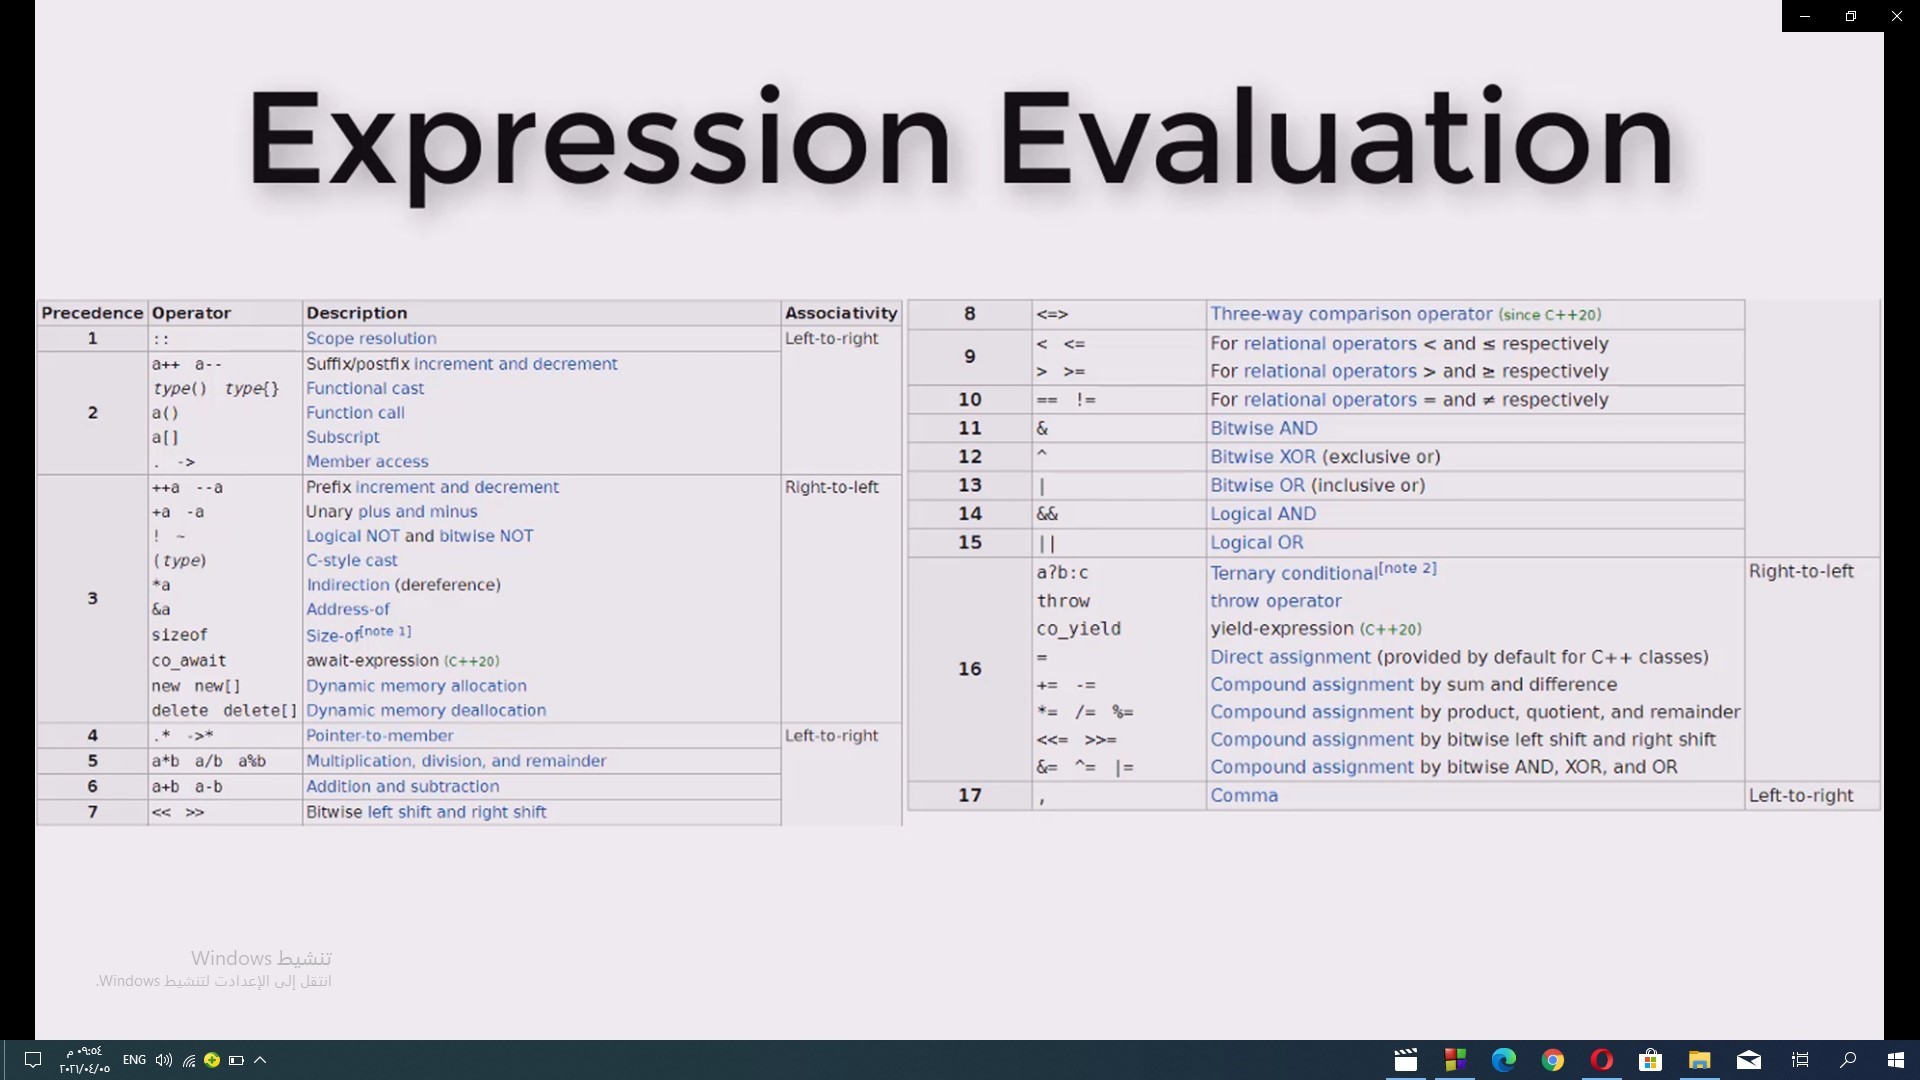 Expression Evaluation
Precedence Operator Description Associativity
1 :: Scope resolution Left-to-right
a++ a-- Suffix/postfix increment and decrement
type() type{} Functional cast
2 a() Function call
a[] Subscript
. -> Member access
++a --a Prefix increment and decrement Right-to-left
+a -a Unary plus and minus
! ~ Logical NOT and bitwise NOT
(type) C-style cast
*a Indirection (dereference)
3 &a Address-of
sizeof Size-of[note 1]
co_await await-expression (C++20)
new new[] Dynamic memory allocation
delete delete[] Dynamic memory deallocation
4 .* ->* Pointer-to-member Left-to-right
5 a*b a/b a%b Multiplication, division, and remainder
6 a+b a-b Addition and subtraction
7 << >> Bitwise left shift and right shift
8 <=> Three-way comparison operator (since C++20)
9 < <= For relational operators < and ≤ respectively
> >= For relational operators > and ≥ respectively
10 == != For relational operators = and ≠ respectively
11 & Bitwise AND
12 ^ Bitwise XOR (exclusive or)
13 | Bitwise OR (inclusive or)
14 && Logical AND
15 || Logical OR
a?b:c Ternary conditional[note 2] Right-to-left
throw throw operator
co_yield yield-expression (C++20)
16 = Direct assignment (provided by default for C++ classes)
+= -= Compound assignment by sum and difference
*= /= %= Compound assignment by product, quotient, and remainder
<<= >>= Compound assignment by bitwise left shift and right shift
&= ^= |= Compound assignment by bitwise AND, XOR, and OR
17 , Comma Left-to-right
تنشيط Windows
انتقل إلى الإعدادت لتنشيط Windows.
٠٩:٥٤ م
٢٠٢١/٠٤/٠٥
ENG